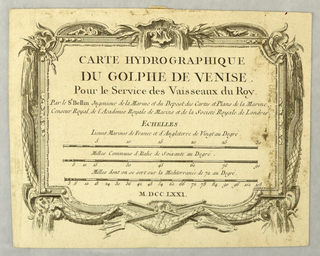 CARTE HYDROGRAPHIQUE
DU GOLPHE DE VENISE.
Pour le Service des Vaisseaux du Roy.
Par le S. Bellin Ingenieur de la Marine et du Depost des Cartes et Plans de la Marine,
Censeur Royal, de l'Academie Royale de Marine et de la Société Royale de Londres.
ECHELLES
Lieues Marines de France et d'Angleterre de Vingt au Degré.
Milles Communs d'Italie de Soixante au Degré.
Milles dont on se sert sur la Mediterranée de 75 au Degré.
M.DCC LXXI.